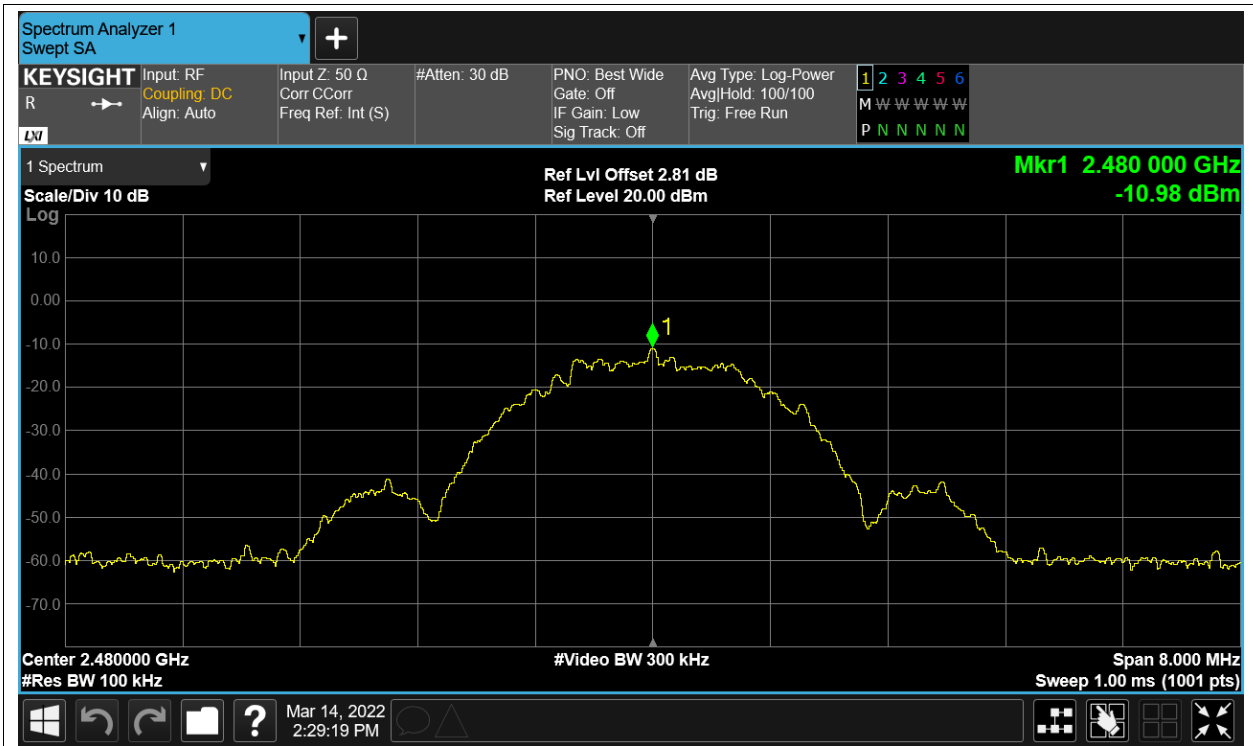 Spectrum Analyzer 1
Swept SA
KEYSIGHT
R
LXI
Input: RF
Coupling: DC
Align: Auto
Input Z: 50 Ω
Corr CCorr
Freq Ref: Int (S)
#Atten: 30 dB
PNO: Best Wide
Gate: Off
IF Gain: Low
Sig Track: Off
Avg Type: Log-Power
Avg|Hold: 100/100
Trig: Free Run
1 2 3 4 5 6
M W W W W W W
P N N N N N
1 Spectrum
Scale/Div 10 dB
Log
Ref Lvl Offset 2.81 dB
Ref Level 20.00 dBm
Mkr1 2.480 000 GHz
-10.98 dBm
10.0
0.00
-10.0
-20.0
-30.0
-40.0
-50.0
-60.0
-70.0
1
Center 2.480000 GHz
#Res BW 100 kHz
#Video BW 300 kHz
Span 8.000 MHz
Sweep 1.00 ms (1001 pts)
?
Mar 14, 2022
2:29:19 PM